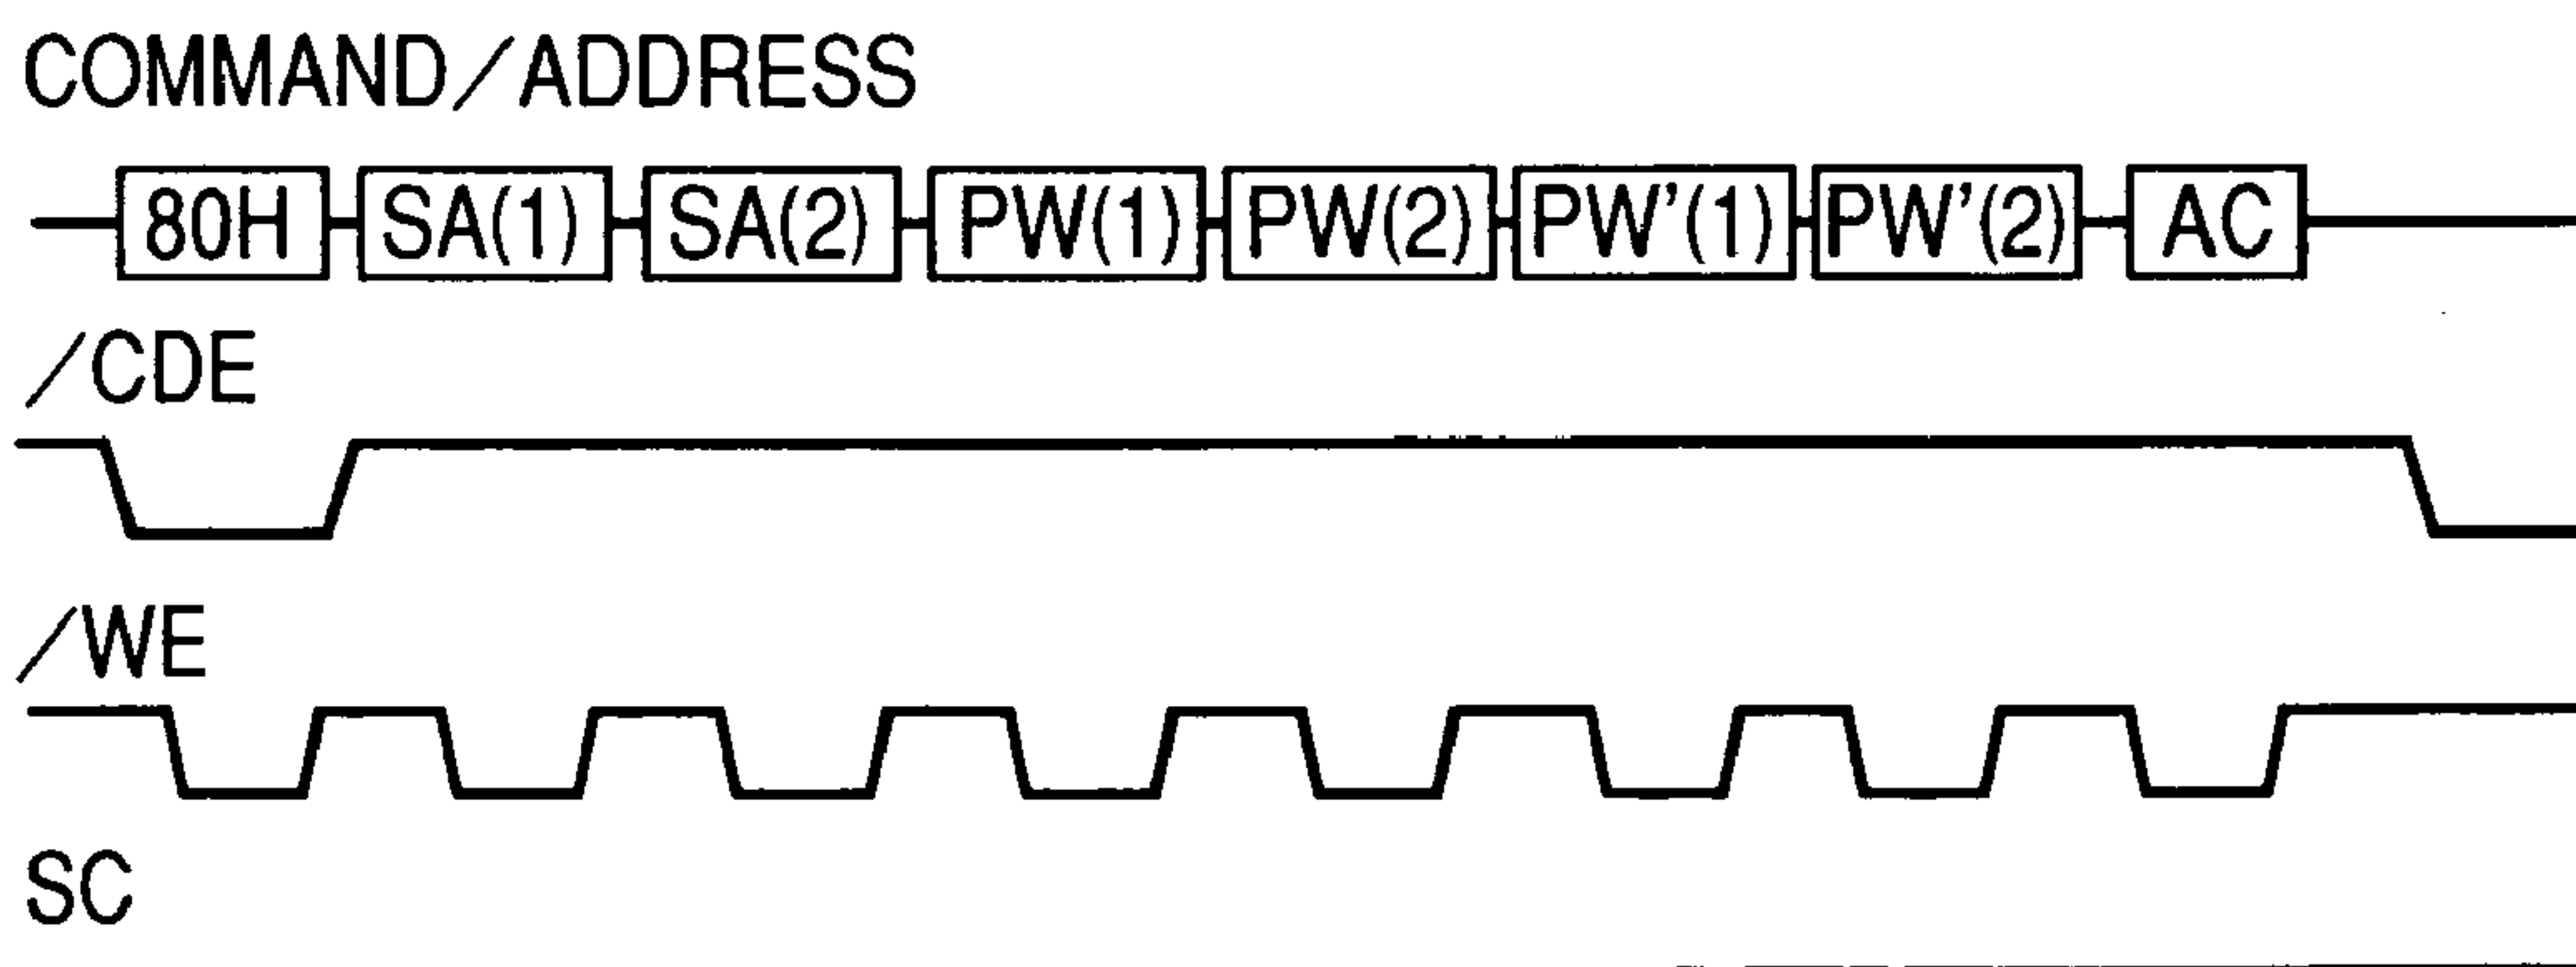 COMMAND/ADDRESS
80H SA(1) SA(2) PW(1) PW(2) PW'(1) PW'(2) AC
/CDE
/WE
SC